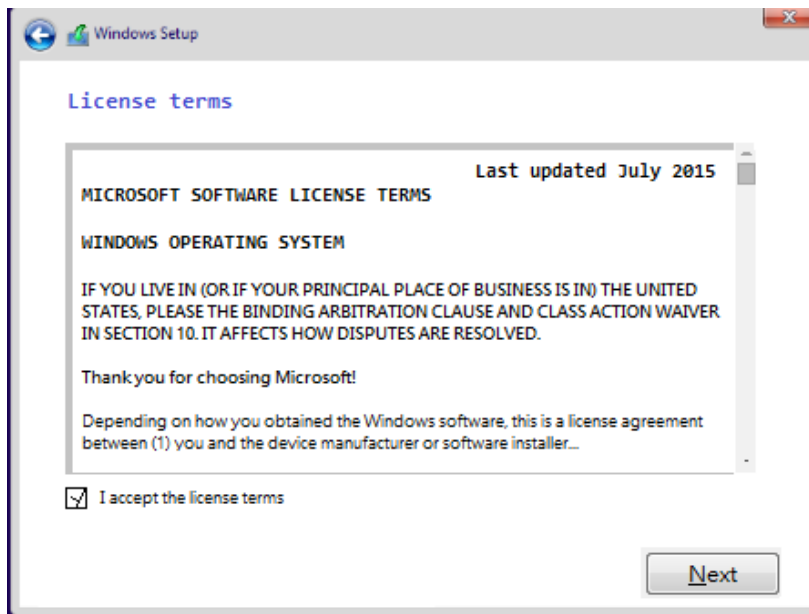 Windows Setup
License terms
Last updated July 2015
MICROSOFT SOFTWARE LICENSE TERMS
WINDOWS OPERATING SYSTEM
IF YOU LIVE IN (OR IF YOUR PRINCIPAL PLACE OF BUSINESS IS IN) THE UNITED
STATES, PLEASE THE BINDING ARBITRATION CLAUSE AND CLASS ACTION WAIVER
IN SECTION 10. IT AFFECTS HOW DISPUTES ARE RESOLVED.
Thank you for choosing Microsoft!
Depending on how you obtained the Windows software, this is a license agreement
between (1) you and the device manufacturer or software installer...
I accept the license terms
Next